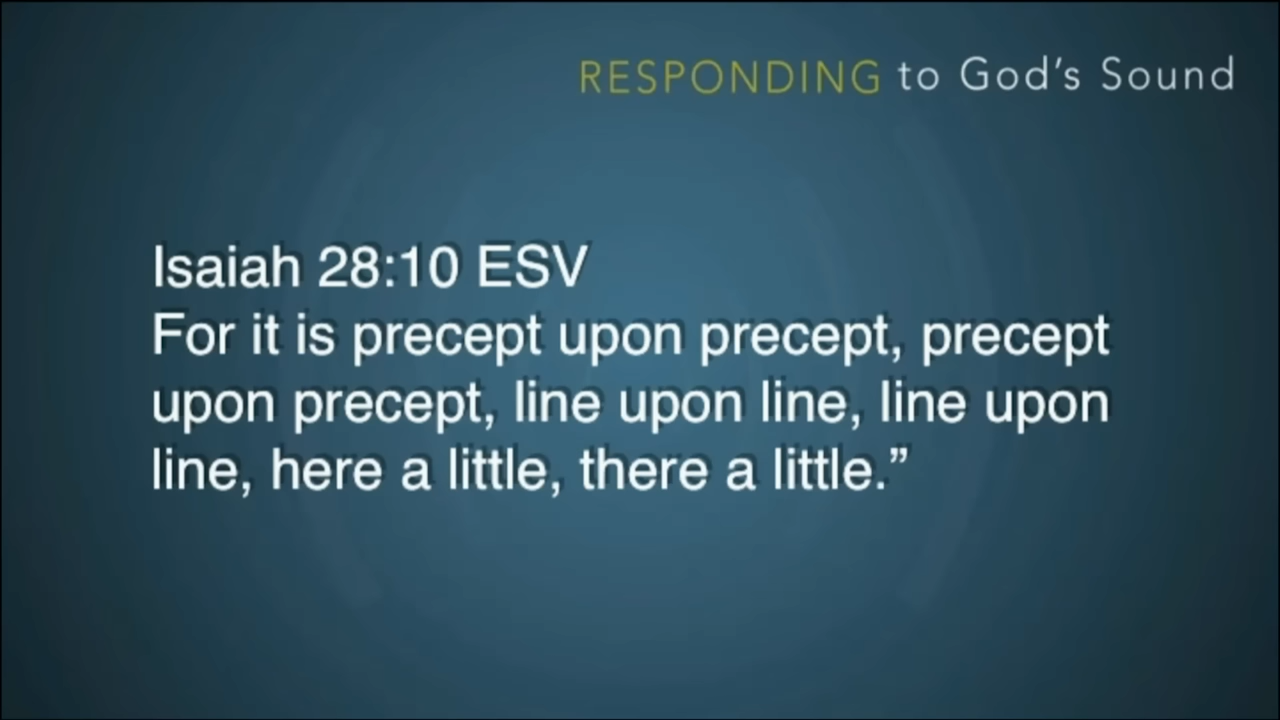 RESPONDING to God's Sound
Isaiah 28:10 ESV
For it is precept upon precept, precept
upon precept, line upon line, line upon
line, here a little, there a little.”